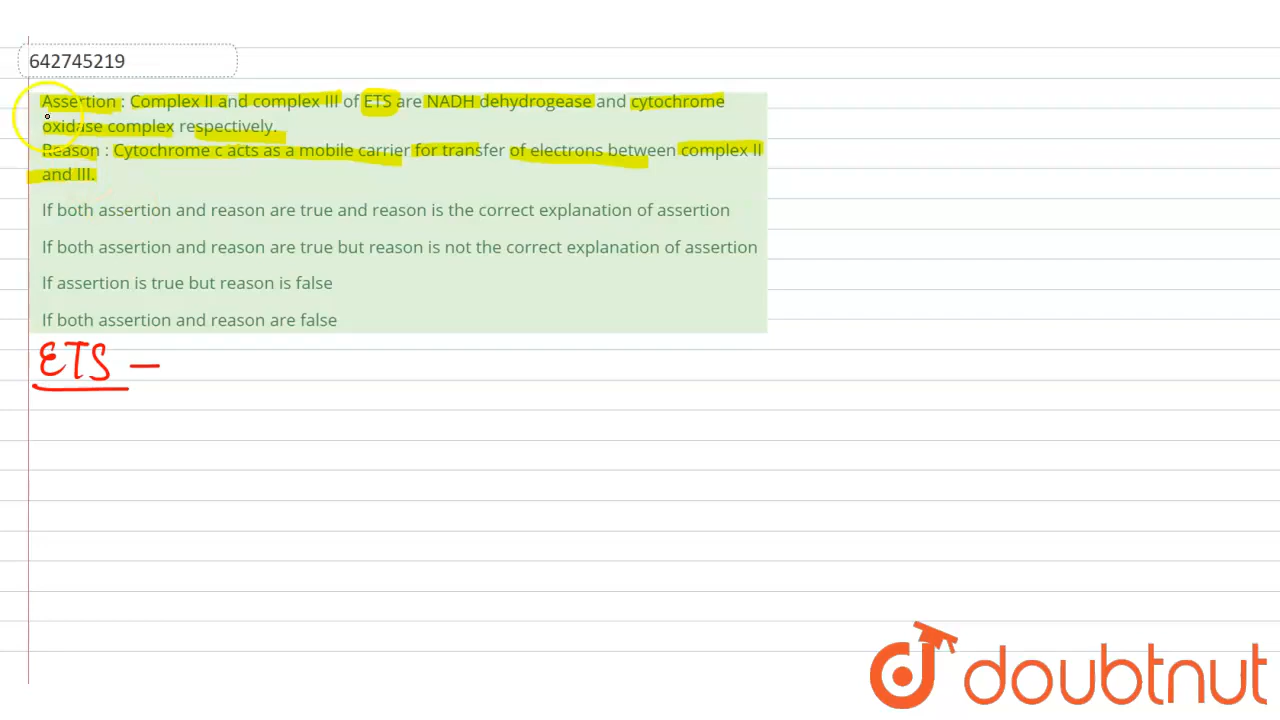 642745219
Assertion : Complex II and complex III of ETS are NADH dehydrogease and cytochrome
oxidase complex respectively.
Reason : Cytochrome c acts as a mobile carrier for transfer of electrons between complex II
and III.
If both assertion and reason are true and reason is the correct explanation of assertion
If both assertion and reason are true but reason is not the correct explanation of assertion
If assertion is true but reason is false
If both assertion and reason are false
ETS –
doubtnut